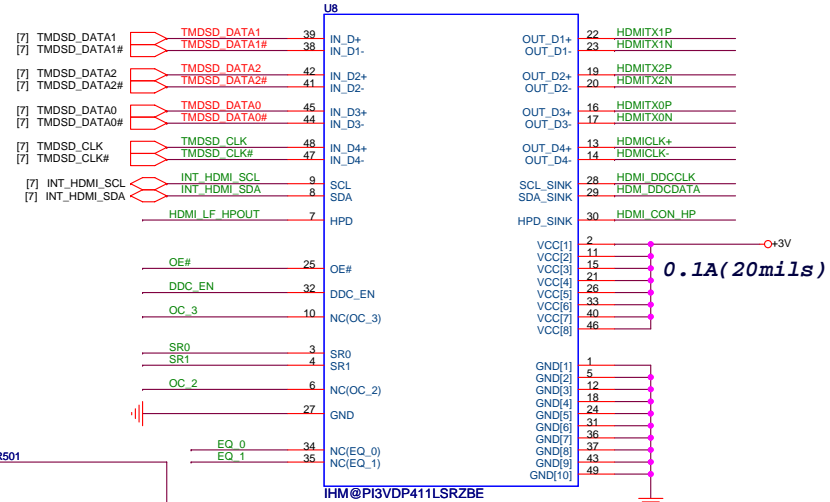 U8
[7] TMDSD_DATA1 TMDSD_DATA1 39 IN_D+ OUT_D1+ 22 HDMITX1P
[7] TMDSD_DATA1# TMDSD_DATA1# 38 IN_D1- OUT_D1- 23 HDMITX1N
[7] TMDSD_DATA2 TMDSD_DATA2 42 IN_D2+ OUT_D2+ 19 HDMITX2P
[7] TMDSD_DATA2# TMDSD_DATA2# 41 IN_D2- OUT_D2- 20 HDMITX2N
[7] TMDSD_DATA0 TMDSD_DATA0 45 IN_D3+ OUT_D3+ 16 HDMITX0P
[7] TMDSD_DATA0# TMDSD_DATA0# 44 IN_D3- OUT_D3- 17 HDMITX0N
[7] TMDSD_CLK TMDSD_CLK 48 IN_D4+ OUT_D4+ 13 HDMICLK+
[7] TMDSD_CLK# TMDSD_CLK# 47 IN_D4- OUT_D4- 14 HDMICLK-
[7] INT_HDMI_SCL INT_HDMI_SCL 9 SCL SCL_SINK 28 HDMI_DDCCLK
[7] INT_HDMI_SDA INT_HDMI_SDA 8 SDA SDA_SINK 29 HDM_DDCDATA
HDMI_LF_HPOUT 7 HPD HPD_SINK 30 HDMI_CON_HP
VCC[1] 2 +3V
VCC[2] 11
OE# 25 OE# VCC[3] 15 0.1A(20mils)
VCC[4] 21
DDC_EN 32 DDC_EN VCC[5] 26
VCC[6] 33
OC_3 10 NC(OC_3) VCC[7] 40
VCC[8] 46
SR0 3 SR0
SR1 4 SR1 GND[1] 1
GND[2] 5
OC_2 6 NC(OC_2) GND[3] 12
GND[4] 18
27 GND GND[5] 24
GND[6] 31
GND[7] 36
EQ_0 34 NC(EQ_0) GND[8] 37
EQ_1 35 NC(EQ_1) GND[9] 43
GND[10] 49
IHM@PI3VDP411LSRZBE